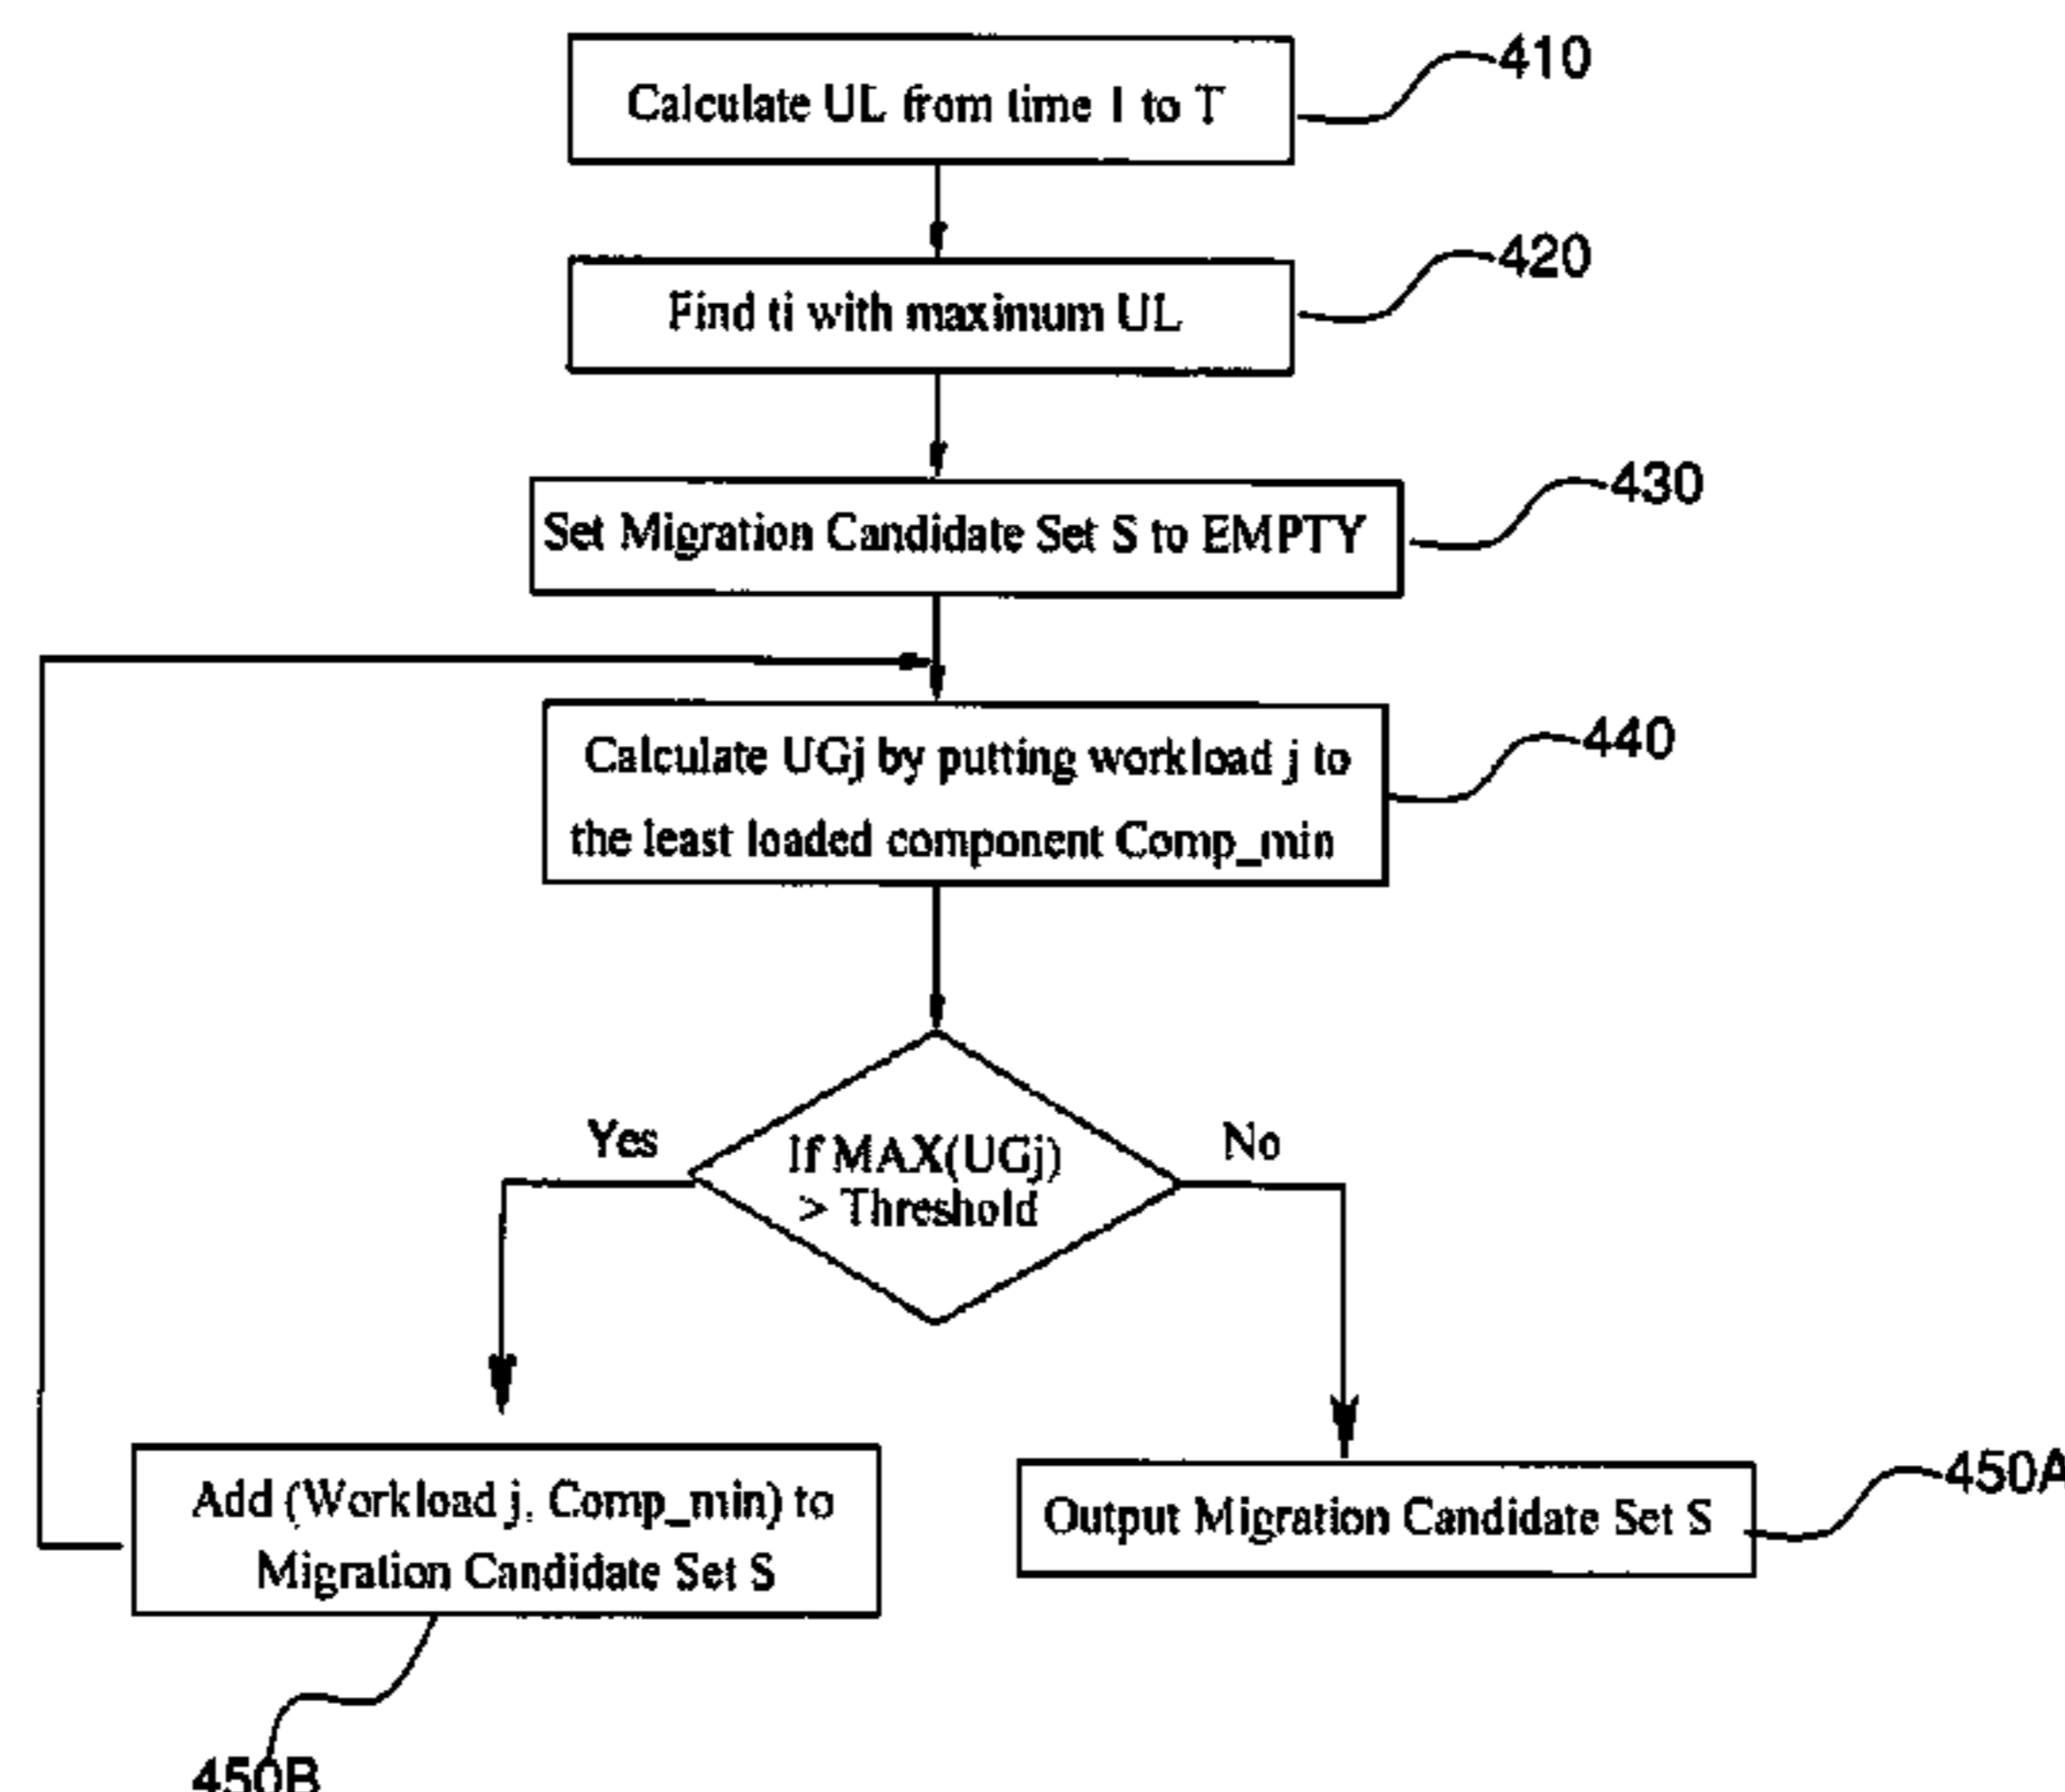 Calculate UL from time 1 to T
410
Find ti with maximum UL
420
Set Migration Candidate Set S to EMPTY
430
Calculate UGj by putting workload j to
the least loaded component Comp_min
440
If MAX(UGj)
> Threshold
Yes
No
Add (Workload j, Comp_min) to
Migration Candidate Set S
450B
Output Migration Candidate Set S
450A